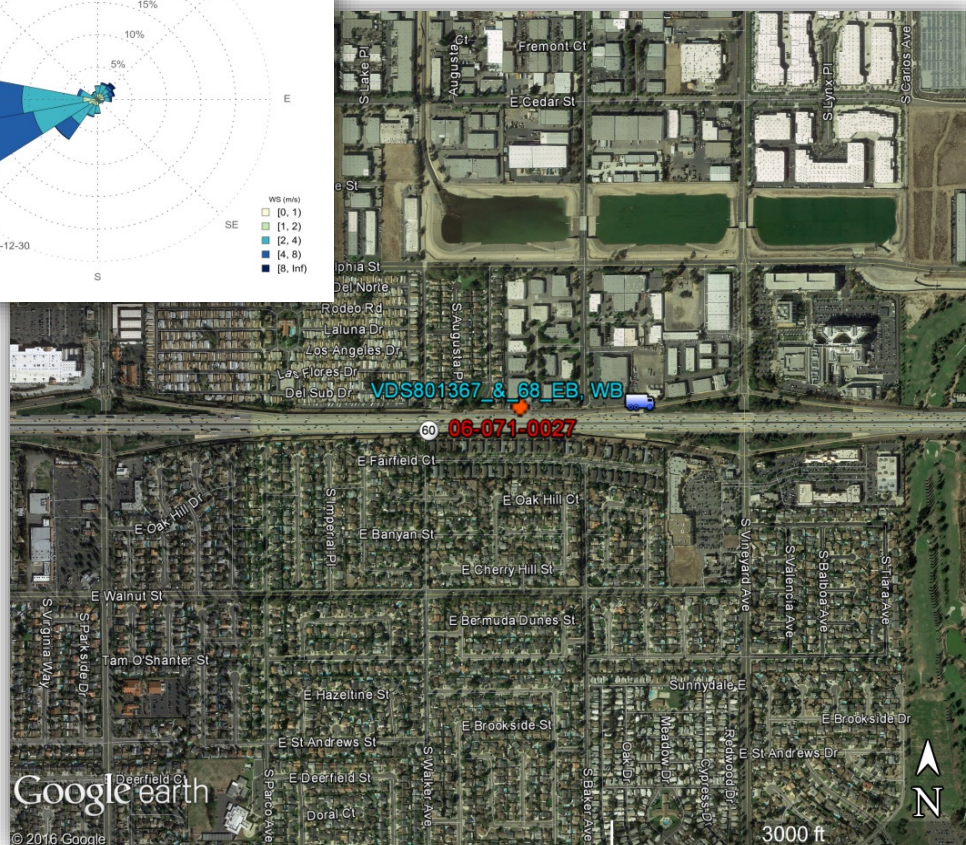 15%
10%
5%
E
SE
S
WS (m/s)
[0, 1)
[1, 2)
[2, 4)
[4, 8)
[8, Inf)
-12-30
S Lake Pl
Augusta Ct
Fremont Ct
E Cedar St
S Lynx Pl
S Carlos Ave
e St
lphia St
Del Norte
Rodeo Rd
Laluna Dr
Los Angeles Dr
Las Flores Dr
Del Sub Dr
S Augusta P
VDS801367_&_68_EB, WB
60
06-071-0027
E Fairfield Ct
E Oak Hill Dr
S Imperial Pl
E Oak Hill Ct
E Banyan St
E Cherry Hill St
E Walnut St
S Vineyard Ave
S Valencia Ave
S Balboa Ave
S Tiara Ave
S Virginia Way
S Parkside Dr
E Bermuda Dunes St
Tam O'Shanter St
Sunnydale E
E Hazeltine St
E Brookside St
E Brookside Dr
E St Andrews St
E St Andrews Dr
Oak Dr
Meadow Dr
Cypress D
Redwood Dr
Deerfield Ct
E Deerfield St
Doral Ct
S Parco Ave
S Walker Ave
S Baker Ave
Google earth
© 2016 Google
N
3000 ft